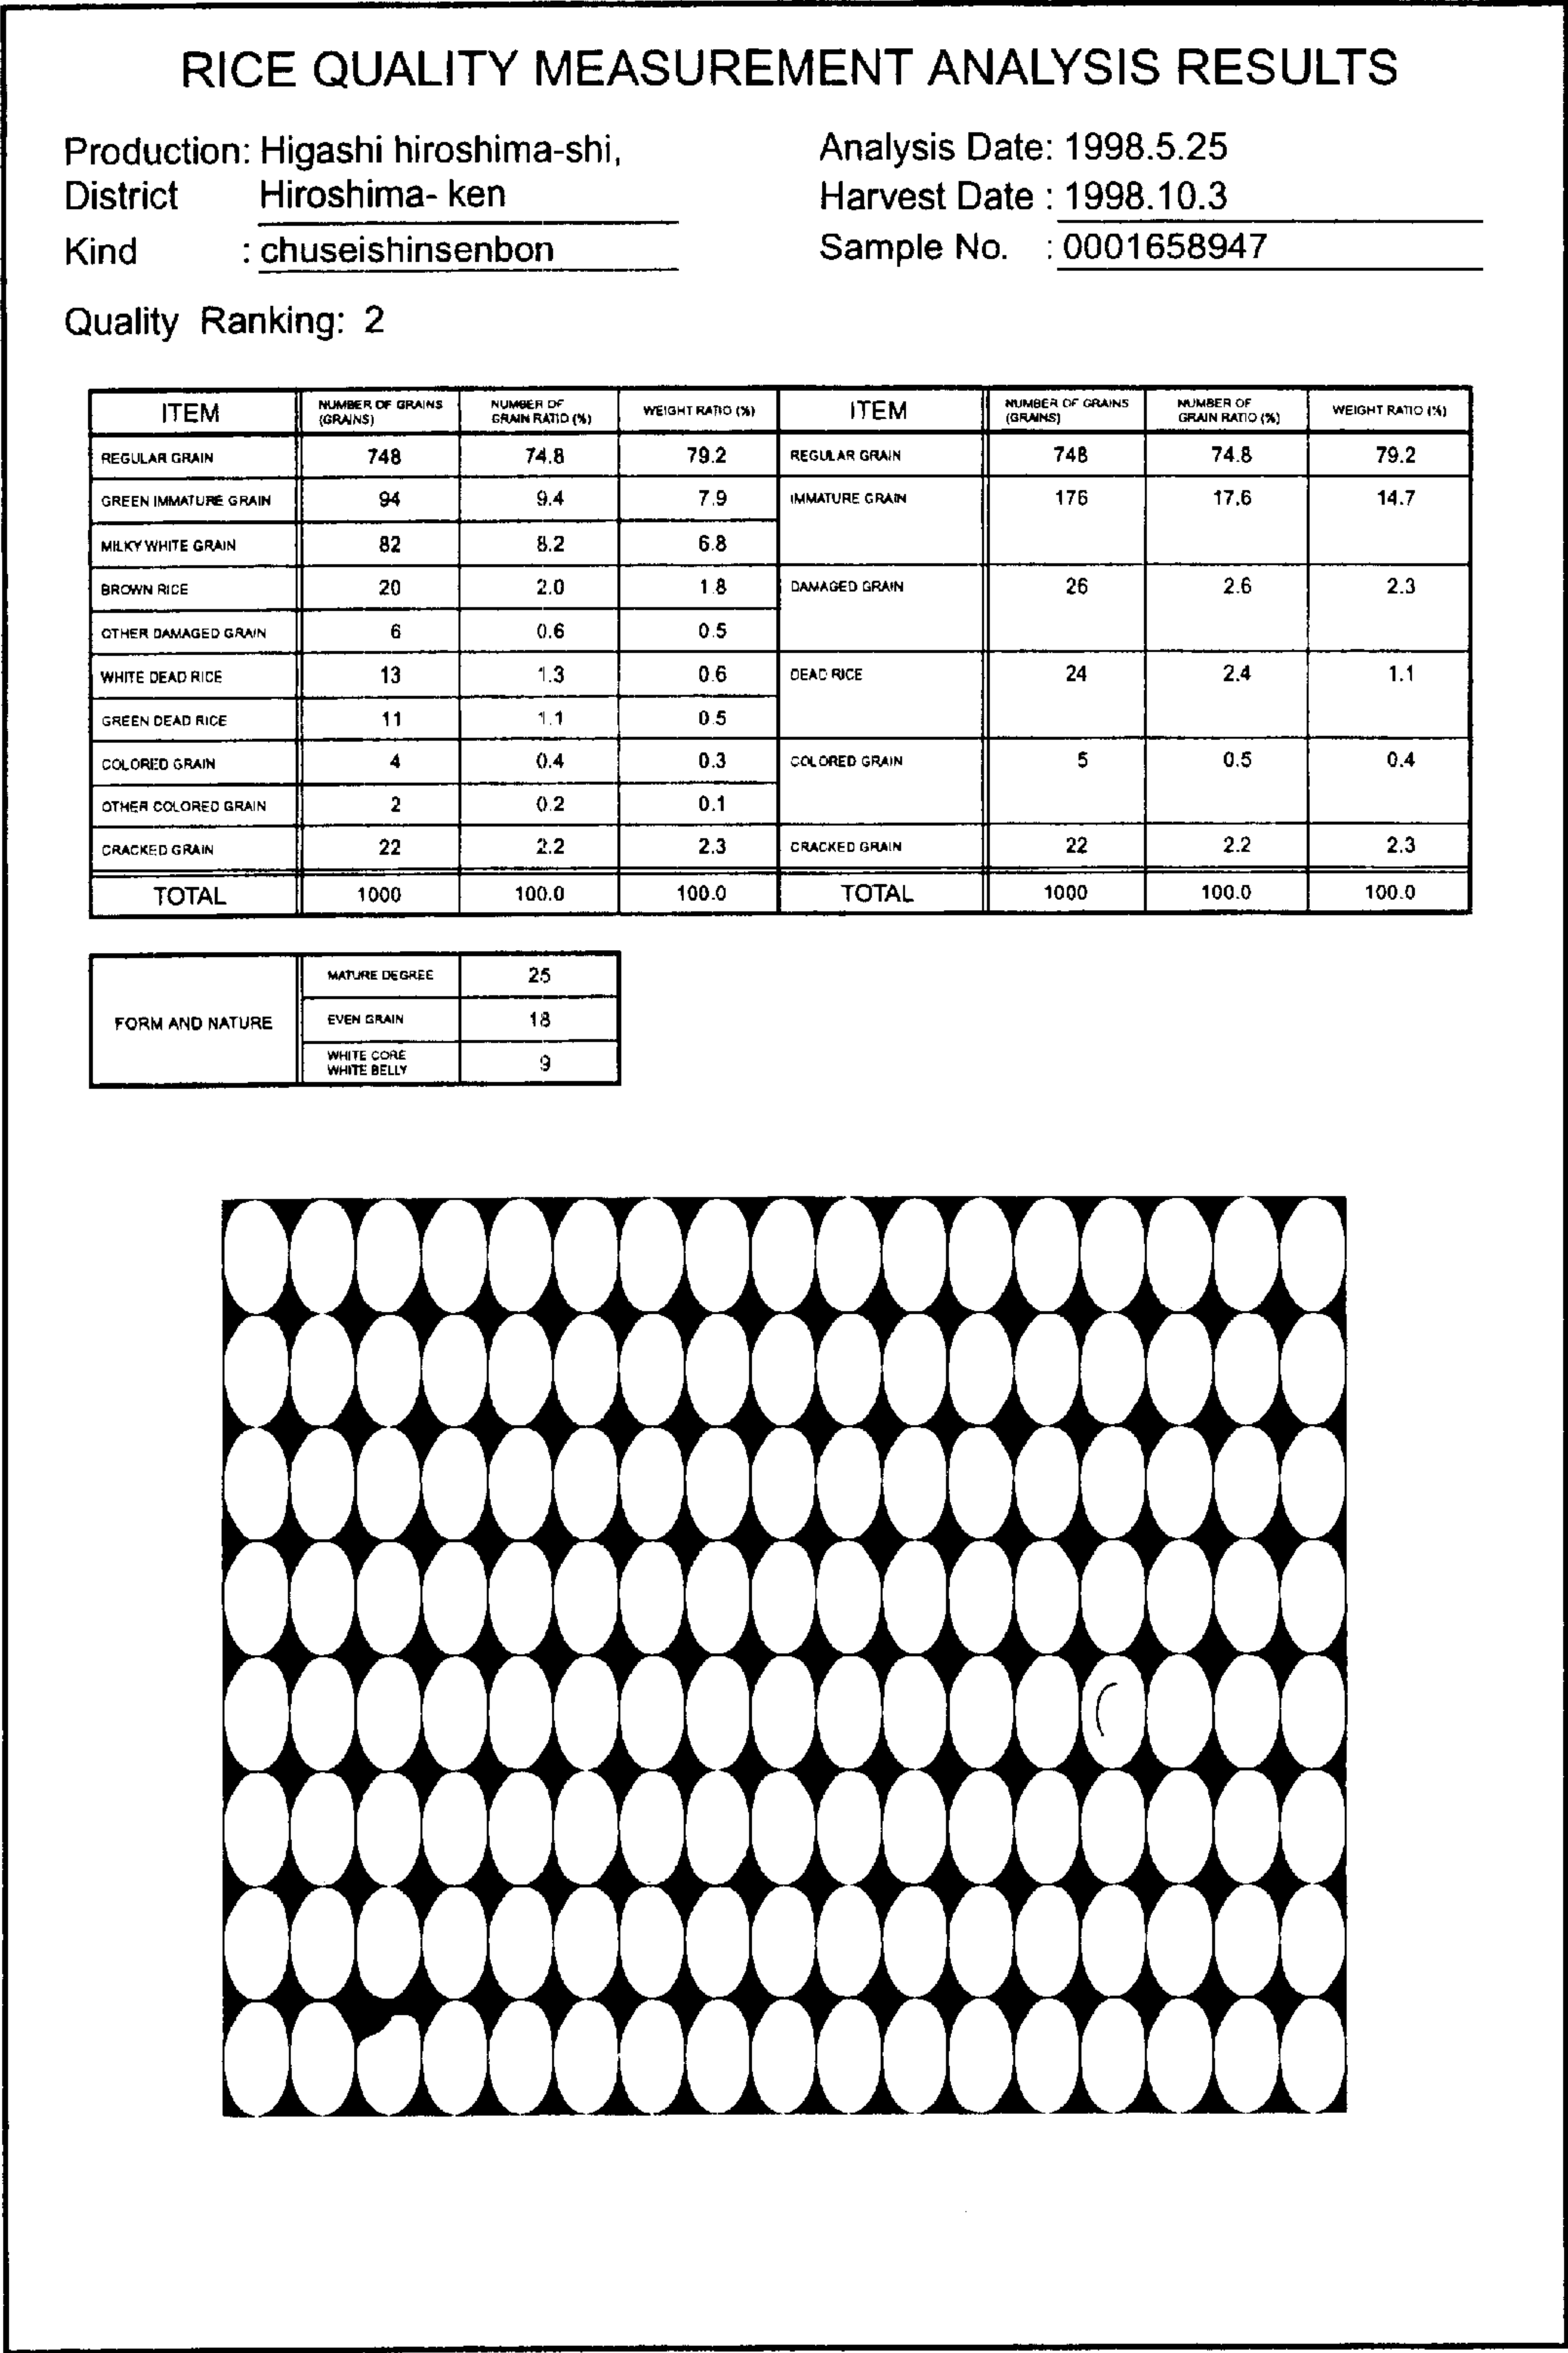 RICE QUALITY MEASUREMENT ANALYSIS RESULTS
Production: Higashi hiroshima-shi, Analysis Date: 1998.5.25
District Hiroshima- ken Harvest Date : 1998.10.3
Kind : chuseishinsenbon Sample No. : 0001658947
Quality Ranking: 2
ITEM NUMBER OF GRAINS (GRAINS) NUMBER OF GRAIN RATIO (%) WEIGHT RATIO (%) ITEM NUMBER OF GRAINS (GRAINS) NUMBER OF GRAIN RATIO (%) WEIGHT RATIO (%)
REGULAR GRAIN 748 74.8 79.2 REGULAR GRAIN 748 74.8 79.2
GREEN IMMATURE GRAIN 94 9.4 7.9 IMMATURE GRAIN 176 17.6 14.7
MILKY WHITE GRAIN 82 8.2 6.8
BROWN RICE 20 2.0 1.8 DAMAGED GRAIN 26 2.6 2.3
OTHER DAMAGED GRAIN 6 0.6 0.5
WHITE DEAD RICE 13 1.3 0.6 DEAD RICE 24 2.4 1.1
GREEN DEAD RICE 11 1.1 0.5
COLORED GRAIN 4 0.4 0.3 COLORED GRAIN 5 0.5 0.4
OTHER COLORED GRAIN 2 0.2 0.1
CRACKED GRAIN 22 2.2 2.3 CRACKED GRAIN 22 2.2 2.3
TOTAL 1000 100.0 100.0 TOTAL 1000 100.0 100.0
FORM AND NATURE
MATURE DEGREE 25
EVEN GRAIN 18
WHITE CORE
WHITE BELLY 9